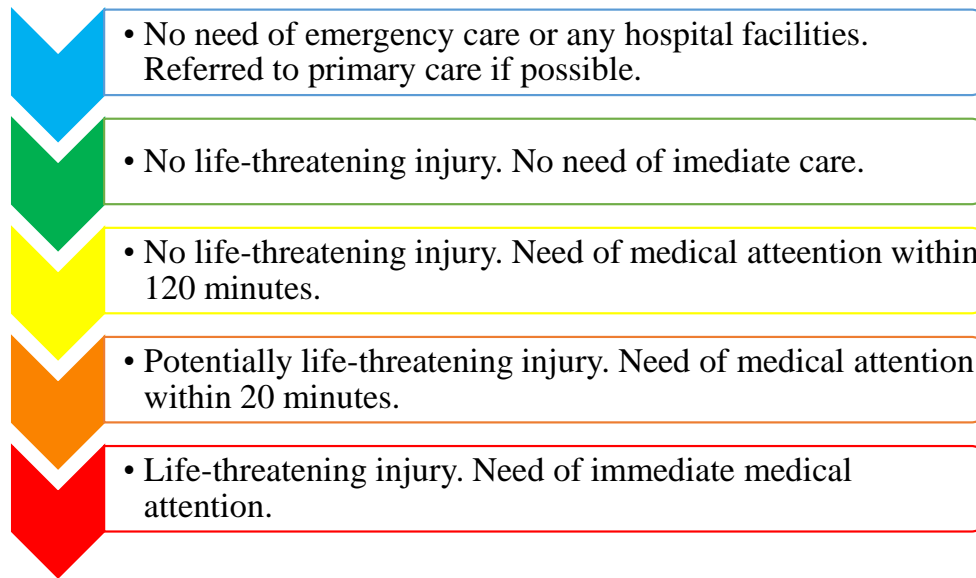 • No need of emergency care or any hospital facilities.
Referred to primary care if possible.
• No life-threatening injury. No need of imediate care.
• No life-threatening injury. Need of medical atteention within
120 minutes.
• Potentially life-threatening injury. Need of medical attention
within 20 minutes.
• Life-threatening injury. Need of immediate medical
attention.